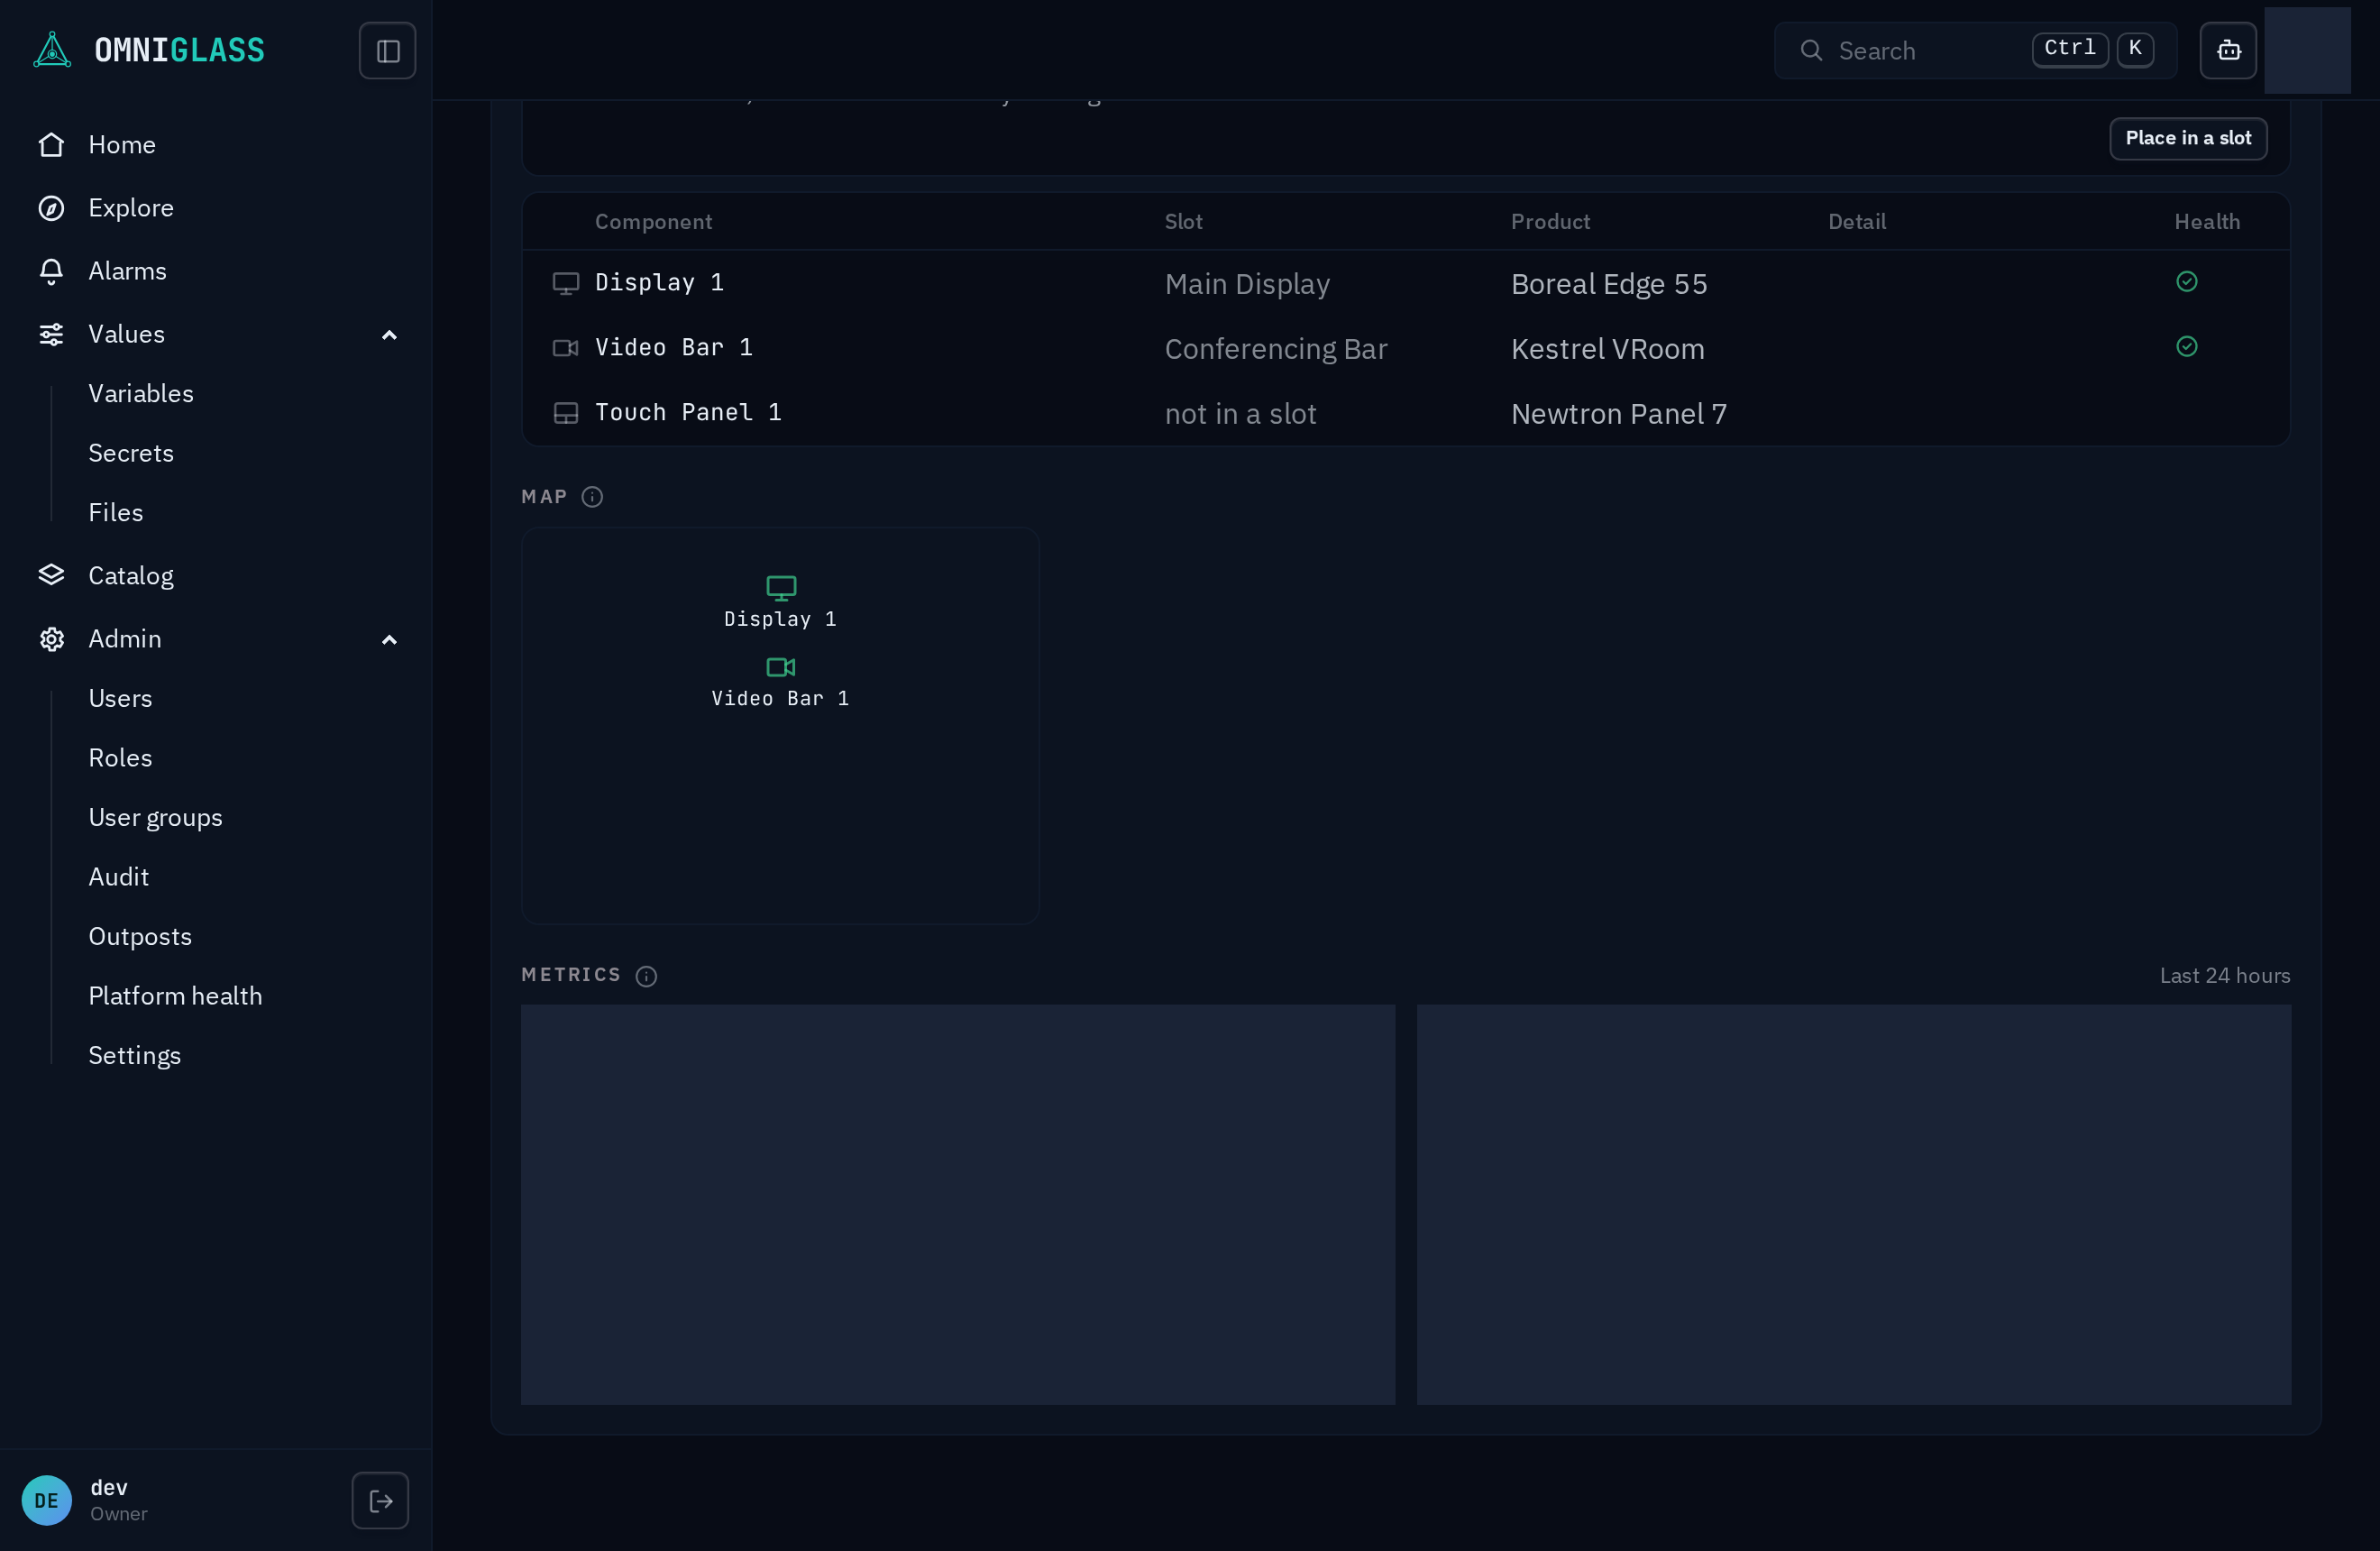 OMNIGLASS
Search Ctrl K
Home
Explore
Alarms
Values
Variables
Secrets
Files
Catalog
Admin
Users
Roles
User groups
Audit
Outposts
Platform health
Settings
DE dev
Owner
Place in a slot
Component Slot Product Detail Health
Display 1 Main Display Boreal Edge 55
Video Bar 1 Conferencing Bar Kestrel VRoom
Touch Panel 1 not in a slot Newtron Panel 7
MAP
Display 1
Video Bar 1
METRICS Last 24 hours